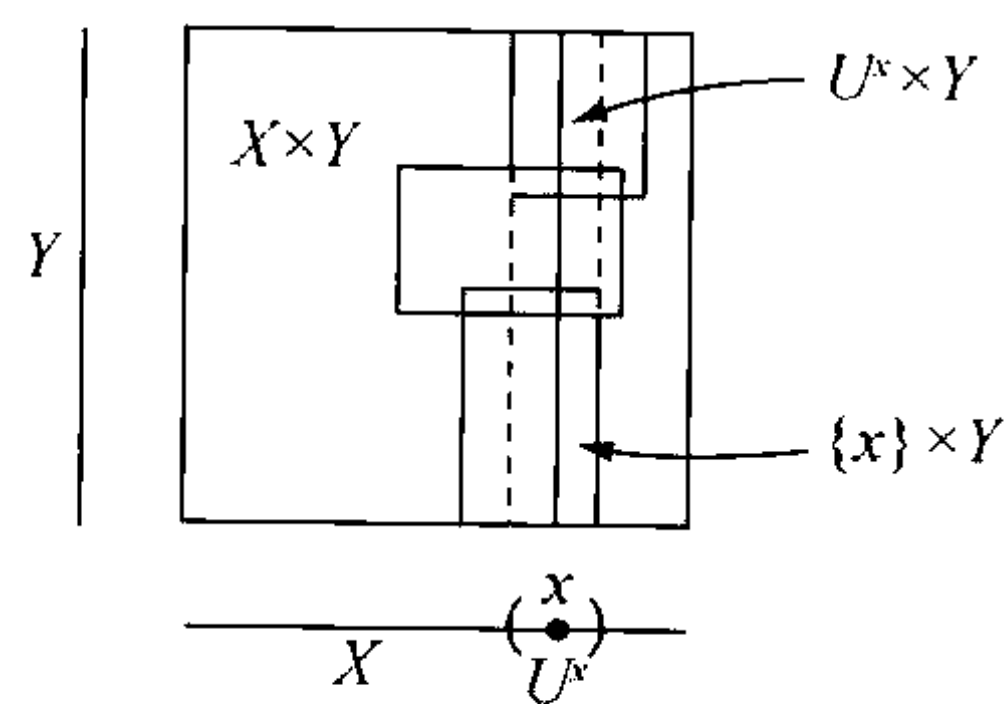 U^x × Y
X × Y
Y
{x} × Y
x
X
U^x